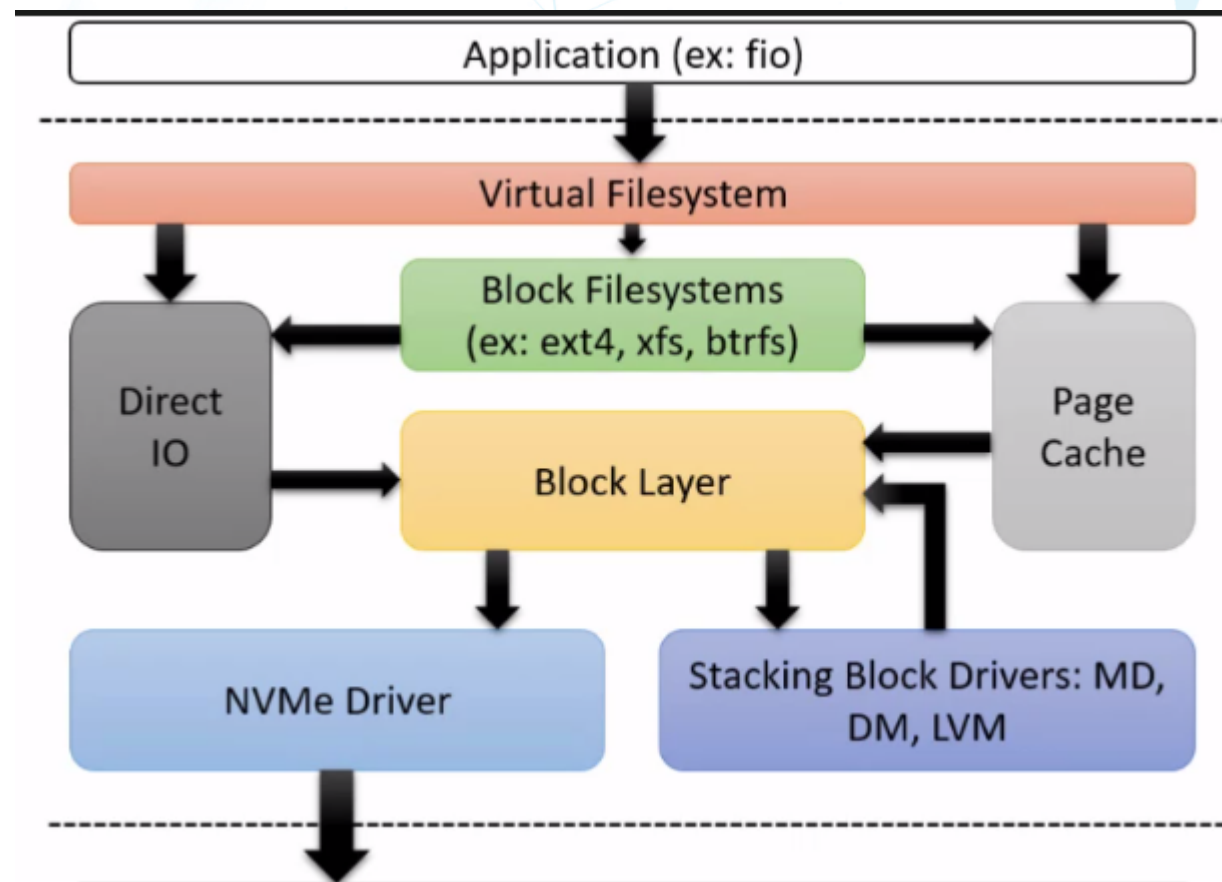 Application (ex: fio)
Virtual Filesystem
Block Filesystems
(ex: ext4, xfs, btrfs)
Direct
IO
Page
Cache
Block Layer
NVMe Driver
Stacking Block Drivers: MD,
DM, LVM